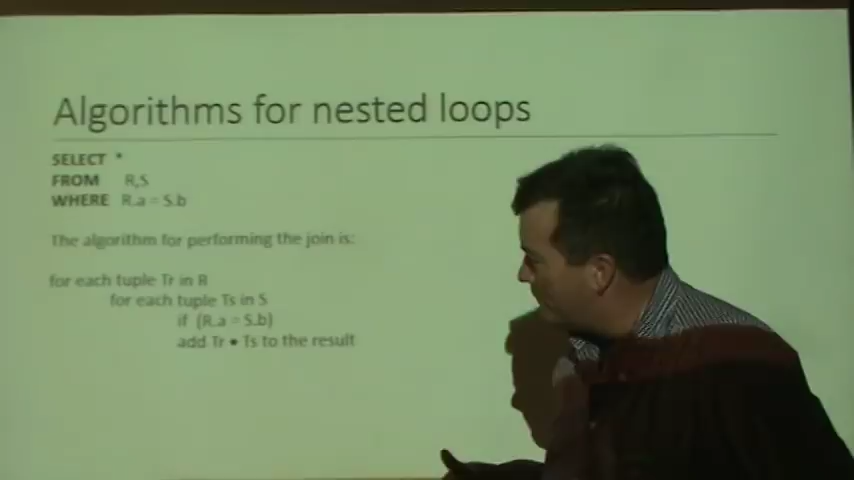 Algorithms for nested loops
SELECT *
FROM R,S
WHERE R.a = S.b
The algorithm for performing the join is:
for each tuple Tr in R
for each tuple Ts in S
if (R.a = S.b)
add Tr • Ts to the result